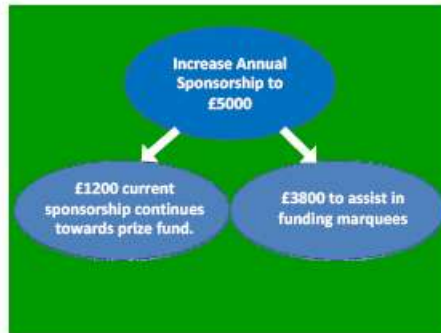 Increase Annual
Sponsorship to
£5000
£1200 current
sponsorship continues
towards prize fund.
£3800 to assist in
funding marquees